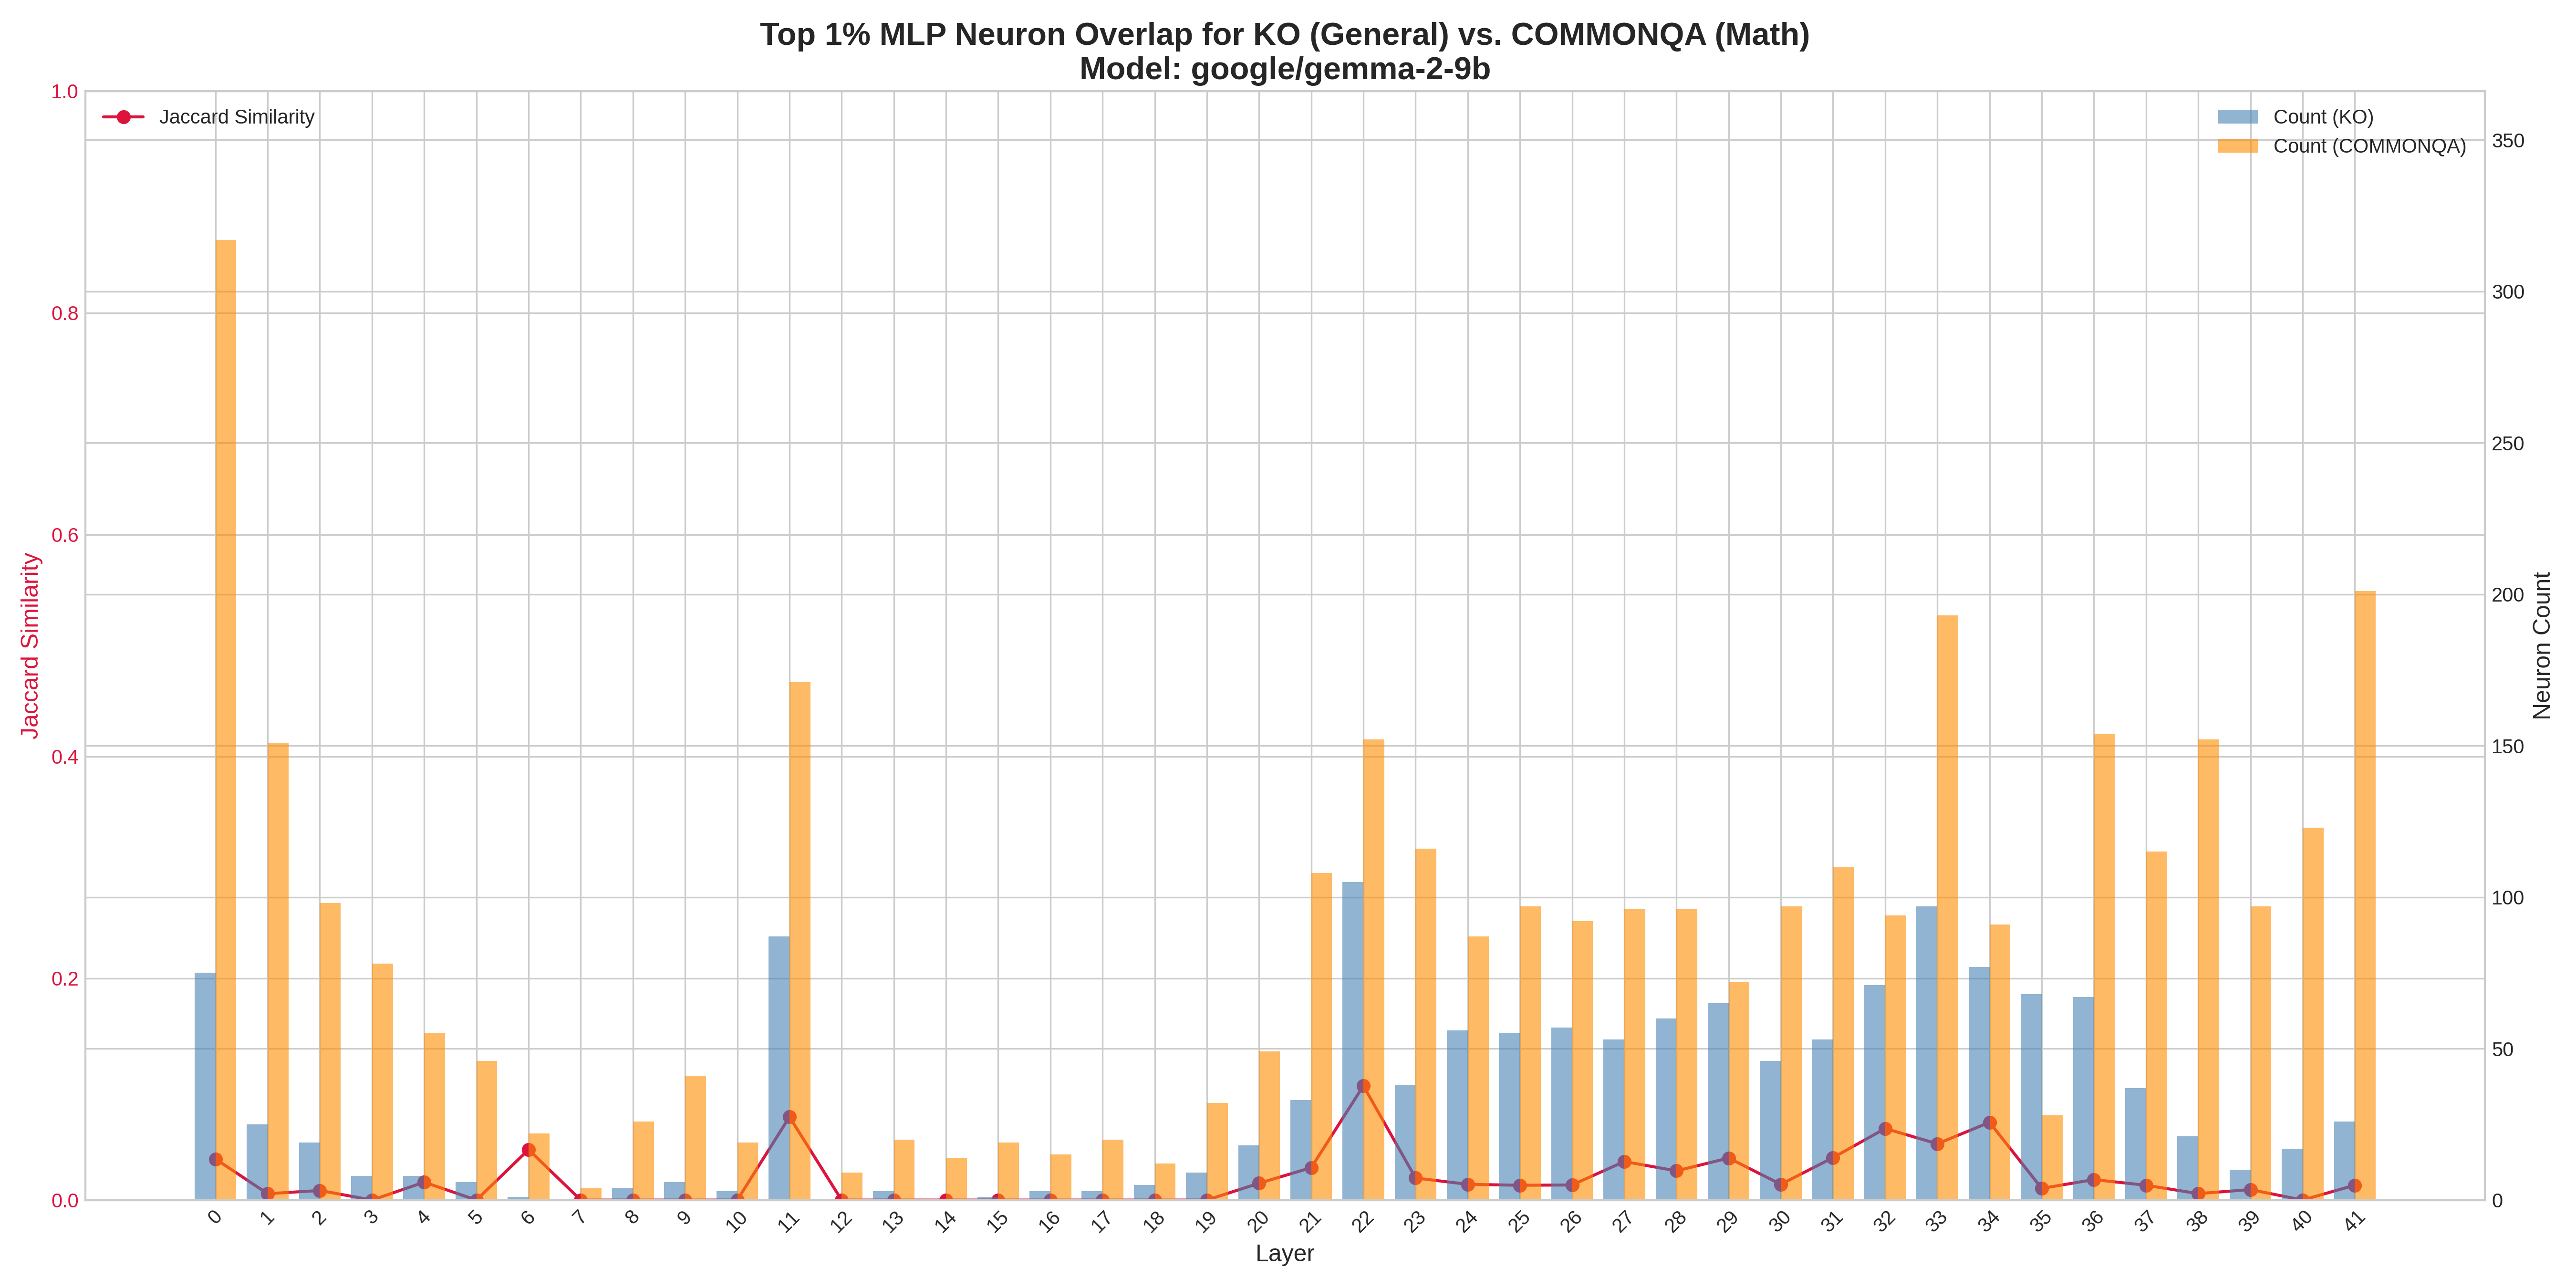 Top 1% MLP Neuron Overlap for KO (General) vs. COMMONQA (Math)
Model: google/gemma-2-9b
Jaccard Similarity
Count (KO)
Count (COMMONQA)
1.0
0.8
0.6
0.4
0.2
0.0
Jaccard Similarity
350
300
250
200
150
100
50
0
Neuron Count
0 1 2 3 4 5 6 7 8 9 10 11 12 13 14 15 16 17 18 19 20 21 22 23 24 25 26 27 28 29 30 31 32 33 34 35 36 37 38 39 40 41
Layer